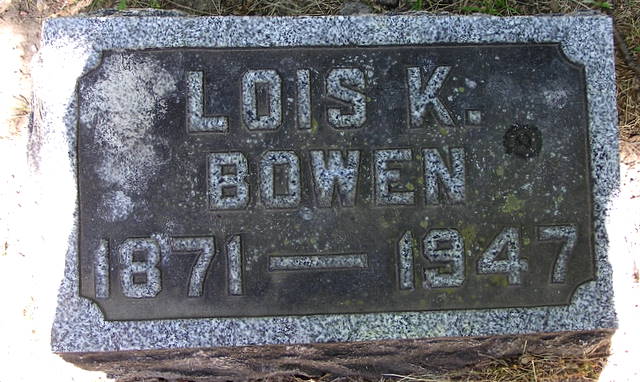 LOIS K.
BOWEN
1871 — 1947